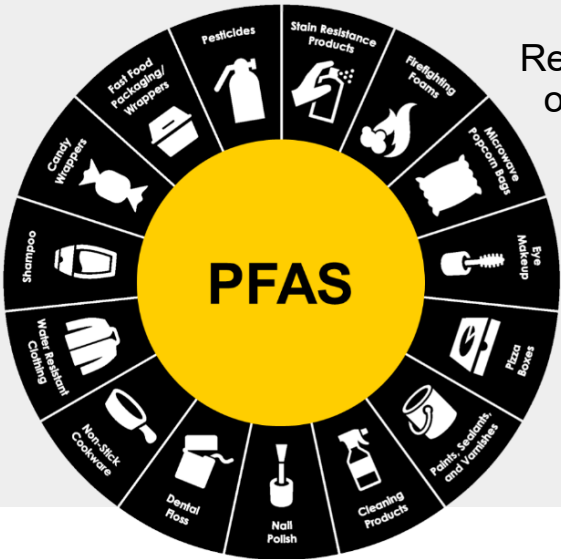 PFAS
Pesticides
Stain Resistance
Products
Firefighting
Foams
Microwave
Popcorn Bags
Eye
Makeup
Pizza
Boxes
Paints, Sealants,
and Varnishes
Cleaning
Products
Nail
Polish
Dental
Floss
Non-Stick
Cookware
Water Resistant
Clothing
Shampoo
Candy
Wrappers
Fast Food
Packaging/
Wrappers